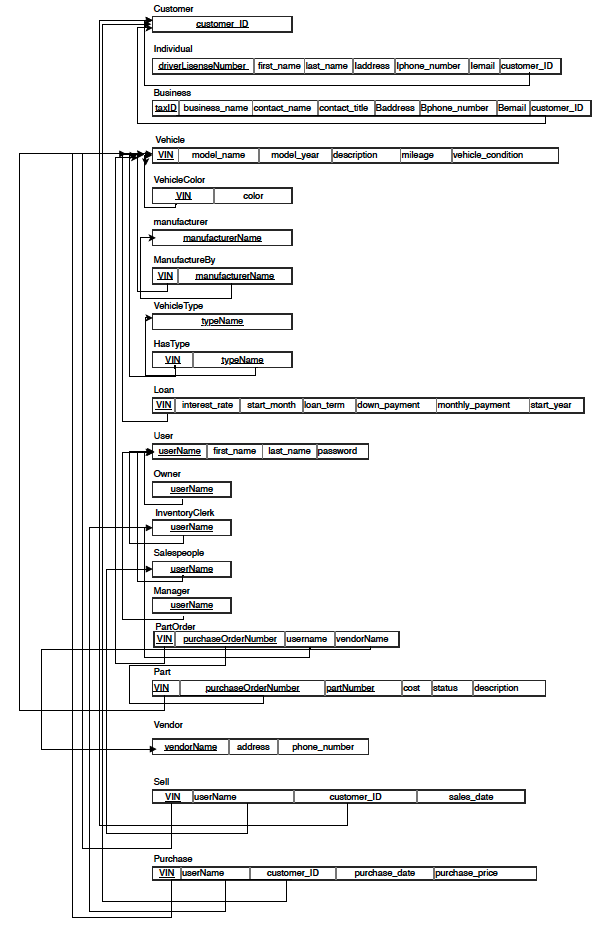 Customer
customer_ID
Individual
driverLisenseNumber first_name last_name Iaddress Iphone_number Iemail customer_ID
Business
taxID business_name contact_name contact_title Baddress Bphone_number Bemail customer_ID
Vehicle
VIN model_name model_year description mileage vehicle_condition
VehicleColor
VIN color
manufacturer
manufacturerName
ManufactureBy
VIN manufacturerName
VehicleType
typeName
HasType
VIN typeName
Loan
VIN interest_rate start_month loan_term down_payment monthly_payment start_year
User
userName first_name last_name password
Owner
userName
InventoryClerk
userName
Salespeople
userName
Manager
userName
PartOrder
VIN purchaseOrderNumber username vendorName
Part
VIN purchaseOrderNumber partNumber cost status description
Vendor
vendorName address phone_number
Sell
VIN userName customer_ID sales_date
Purchase
VIN userName customer_ID purchase_date purchase_price